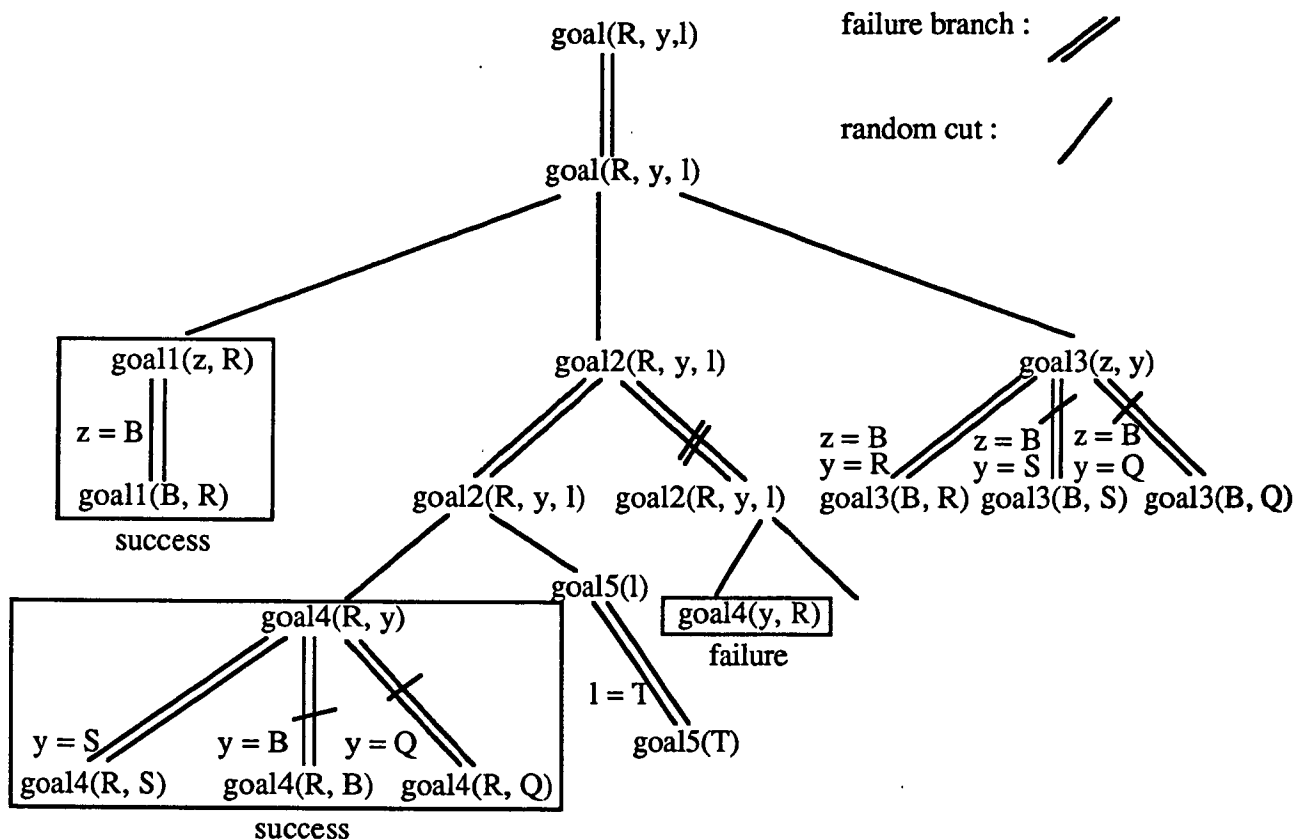 goal(R, y,l)
failure branch :
random cut :
goal(R, y, l)
goal1(z, R)
goal2(R, y, l)
goal3(z, y)
z = B
z = B
y = R
z = B
y = S
z = B
y = Q
goal1(B, R)
success
goal2(R, y, l)
goal2(R, y, l)
goal3(B, R)
goal3(B, S)
goal3(B, Q)
goal5(l)
goal4(R, y)
goal4(y, R)
failure
l = T
y = S
y = B
y = Q
goal5(T)
goal4(R, S)
goal4(R, B)
goal4(R, Q)
success